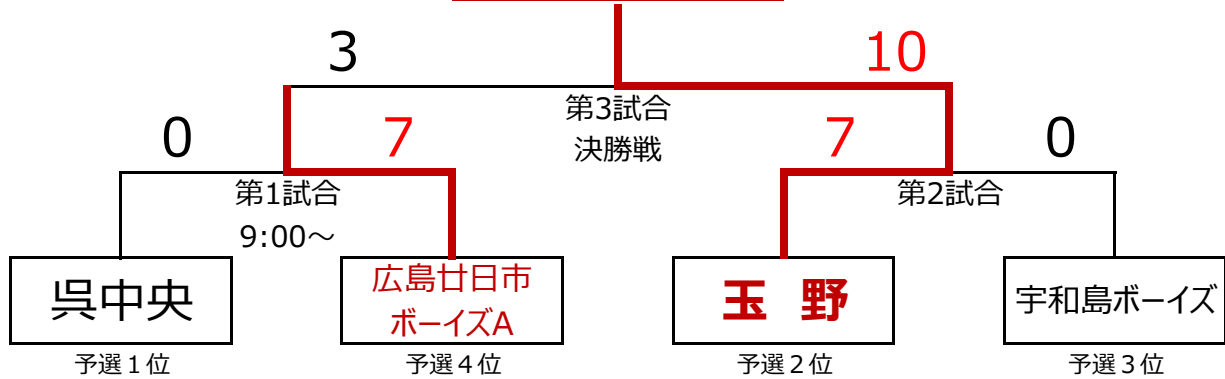 3
10
第3試合
決勝戦
0
7
7
0
第1試合
9:00～
第2試合
呉中央
広島廿日市
ボーイズA
玉 野
宇和島ボーイズ
予選１位
予選４位
予選２位
予選３位